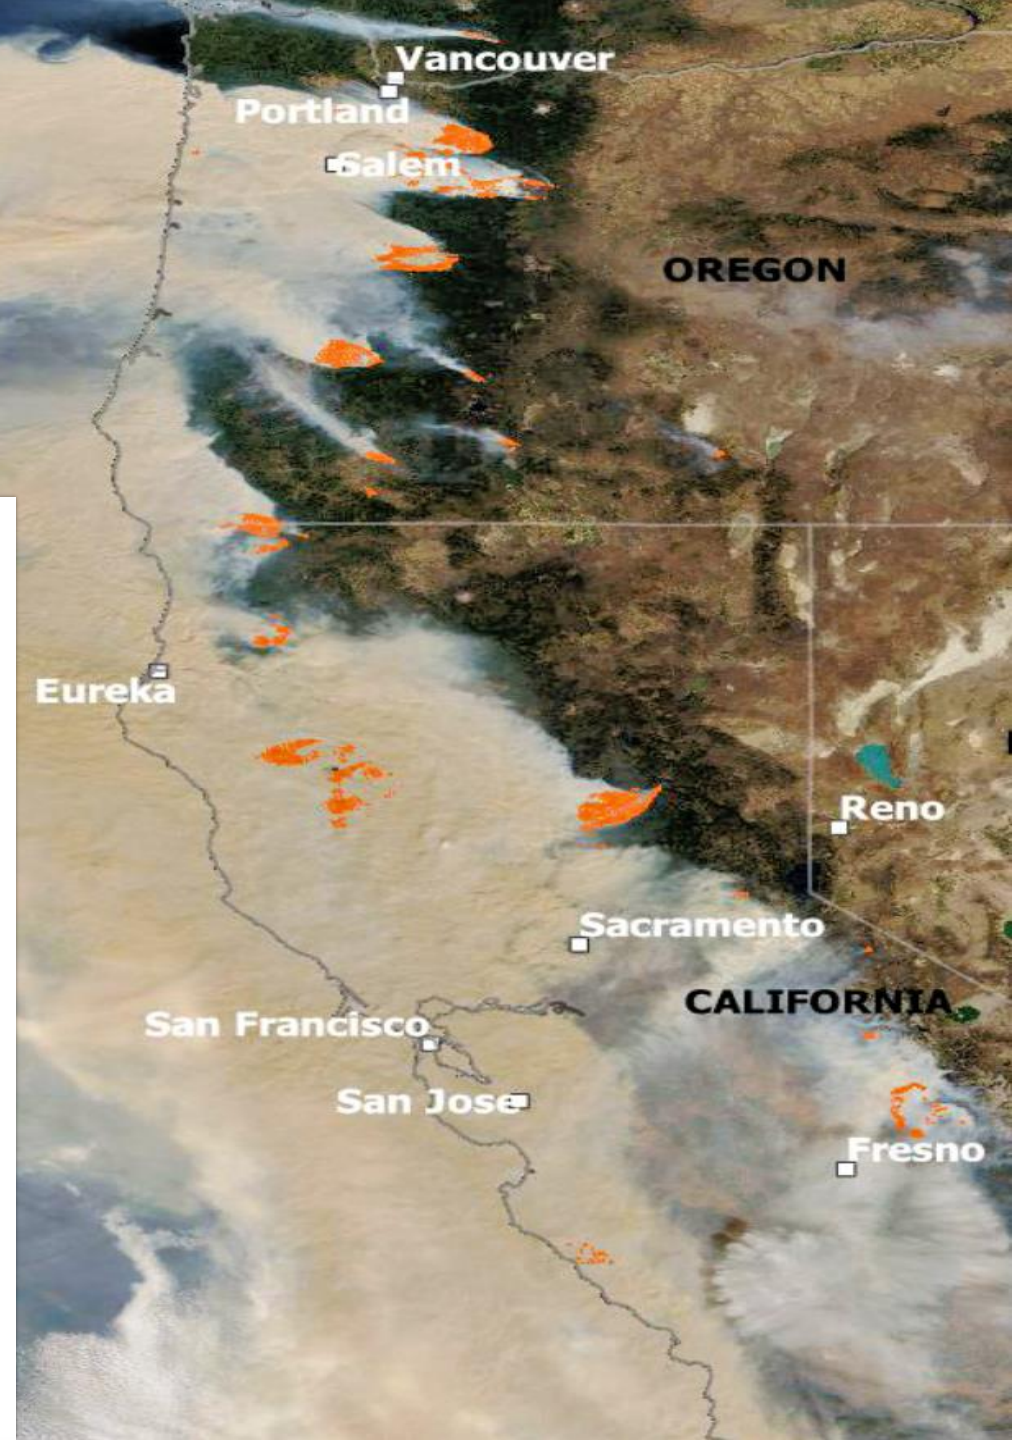 Vancouver
Portland
Salem
OREGON
Eureka
Reno
Sacramento
CALIFORNIA
San Francisco
San Jose
Fresno